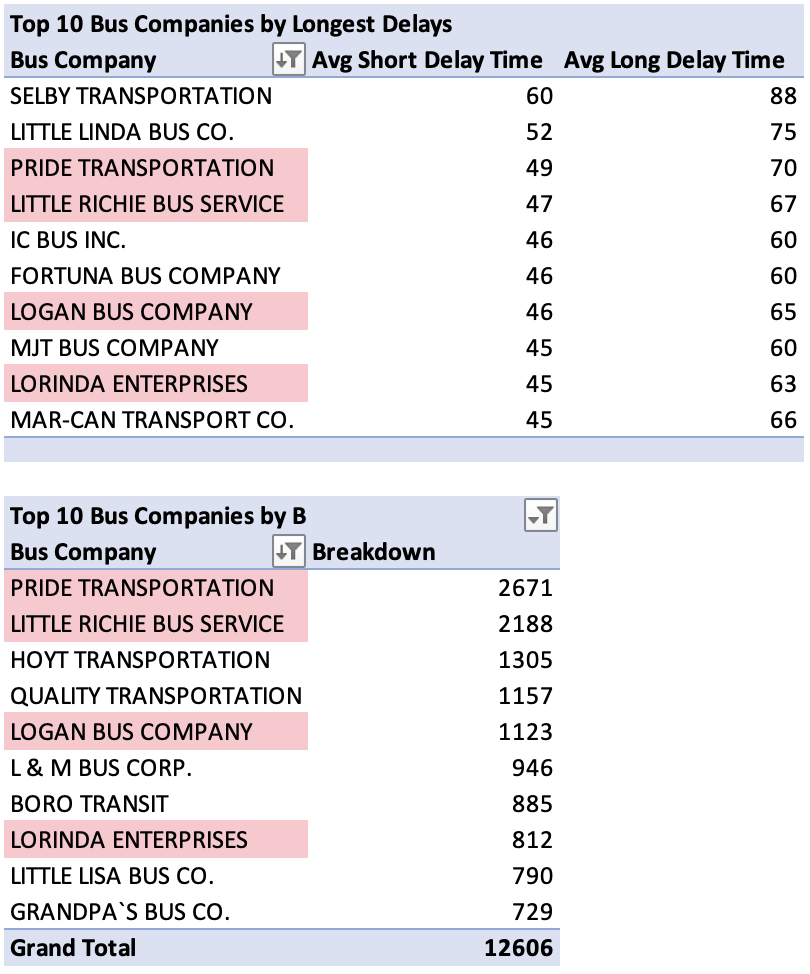 Top 10 Bus Companies by Longest Delays
Bus Company Avg Short Delay Time Avg Long Delay Time
SELBY TRANSPORTATION 60 88
LITTLE LINDA BUS CO. 52 75
PRIDE TRANSPORTATION 49 70
LITTLE RICHIE BUS SERVICE 47 67
IC BUS INC. 46 60
FORTUNA BUS COMPANY 46 60
LOGAN BUS COMPANY 46 65
MJT BUS COMPANY 45 60
LORINDA ENTERPRISES 45 63
MAR-CAN TRANSPORT CO. 45 66
Top 10 Bus Companies by B
Bus Company Breakdown
PRIDE TRANSPORTATION 2671
LITTLE RICHIE BUS SERVICE 2188
HOYT TRANSPORTATION 1305
QUALITY TRANSPORTATION 1157
LOGAN BUS COMPANY 1123
L & M BUS CORP. 946
BORO TRANSIT 885
LORINDA ENTERPRISES 812
LITTLE LISA BUS CO. 790
GRANDPA`S BUS CO. 729
Grand Total 12606